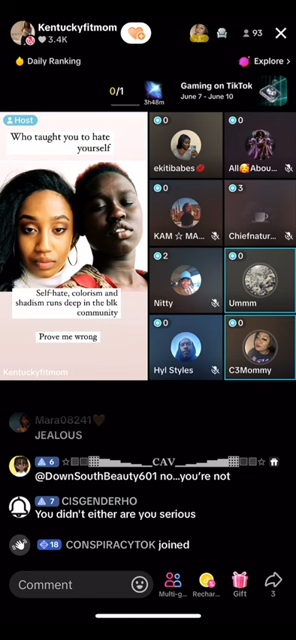 Kentuckyfitmom
3.4K
93
Daily Ranking
Explore >
0/1
3h48m
Gaming on TikTok
June 7 - June 10
Host
Who taught you to hate
yourself
Self-hate, colorism and
shadism runs deep in the blk
community
Prove me wrong
Kentuckyfitmom
0
ekitibabes
0
All🥰Abou...
0
KAM ☆ MA...
3
Chiefnatur...
2
Nitty
0
Ummm
0
Hyl Styles
0
C3Mommy
Mara08241🤎
JEALOUS
6
CAV
@DownSouthBeauty601 no...you're not
7 CISGENDERHO
You didn't either are you serious
18 CONSPIRACYTOK joined
Comment
Multi-g...
Rechar...
Gift
3